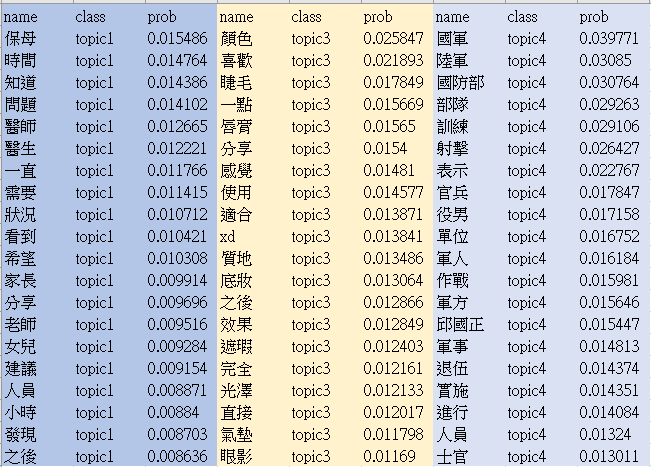 name class prob name class prob name class prob
保母 topic1 0.015486 顏色 topic3 0.025847 國軍 topic4 0.039771
時間 topic1 0.014764 喜歡 topic3 0.021893 陸軍 topic4 0.03085
知道 topic1 0.014386 睫毛 topic3 0.017849 國防部 topic4 0.030764
問題 topic1 0.014102 一點 topic3 0.015669 部隊 topic4 0.029263
醫師 topic1 0.012665 唇膏 topic3 0.01565 訓練 topic4 0.029106
醫生 topic1 0.012221 分享 topic3 0.0154 射擊 topic4 0.026427
一直 topic1 0.011766 感覺 topic3 0.01481 表示 topic4 0.022767
需要 topic1 0.011415 使用 topic3 0.014577 官兵 topic4 0.017847
狀況 topic1 0.010712 適合 topic3 0.013871 役男 topic4 0.017158
看到 topic1 0.010421 xd topic3 0.013841 單位 topic4 0.016752
希望 topic1 0.010308 質地 topic3 0.013486 軍人 topic4 0.016184
家長 topic1 0.009914 底妝 topic3 0.013064 作戰 topic4 0.015981
分享 topic1 0.009696 之後 topic3 0.012866 軍方 topic4 0.015646
老師 topic1 0.009516 效果 topic3 0.012849 邱國正 topic4 0.015447
女兒 topic1 0.009284 遮瑕 topic3 0.012403 軍事 topic4 0.014813
建議 topic1 0.009154 完全 topic3 0.012161 退伍 topic4 0.014374
人員 topic1 0.008871 光澤 topic3 0.012133 實施 topic4 0.014351
小時 topic1 0.00884 直接 topic3 0.012017 進行 topic4 0.014084
發現 topic1 0.008703 氣墊 topic3 0.011798 人員 topic4 0.01324
之後 topic1 0.008636 眼影 topic3 0.01169 士官 topic4 0.013011